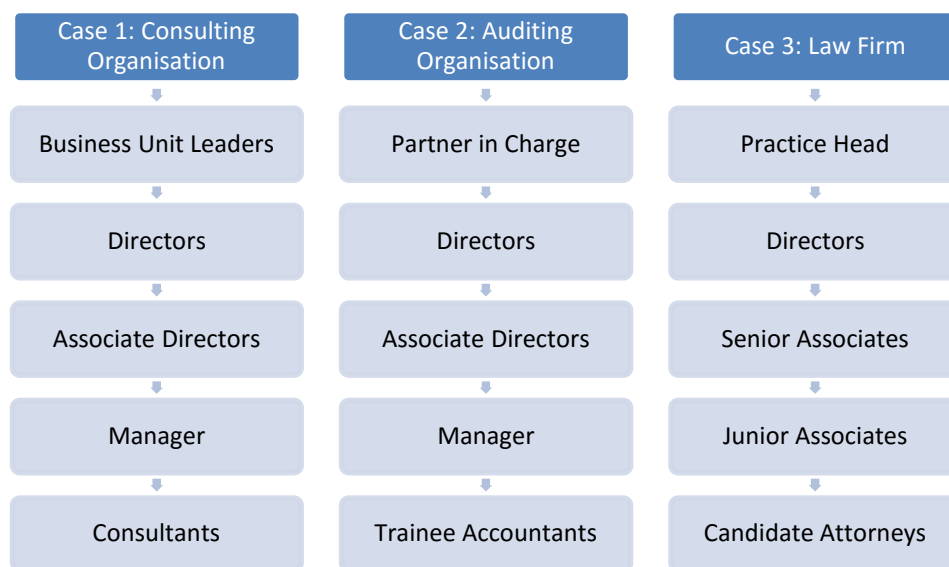 Case 1: Consulting
Organisation
Business Unit Leaders
Directors
Associate Directors
Manager
Consultants
Case 2: Auditing
Organisation
Partner in Charge
Directors
Associate Directors
Manager
Trainee Accountants
Case 3: Law Firm
Practice Head
Directors
Senior Associates
Junior Associates
Candidate Attorneys